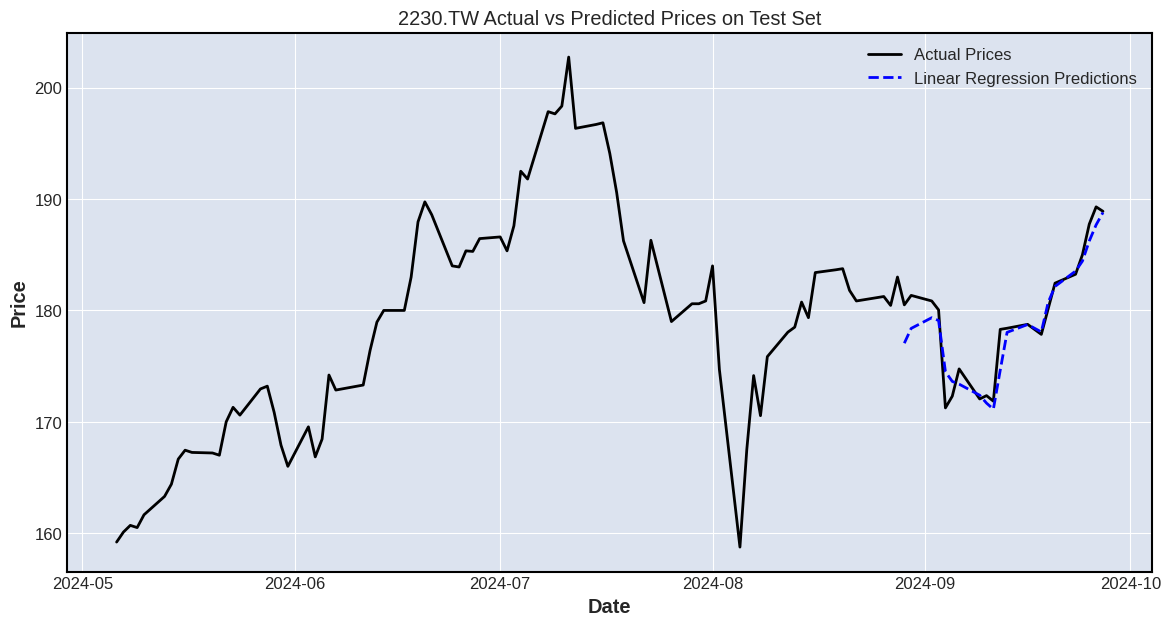 2230.TW Actual vs Predicted Prices on Test Set
Actual Prices
Linear Regression Predictions
Price
200
190
180
170
160
2024-05
2024-06
2024-07
2024-08
2024-09
2024-10
Date